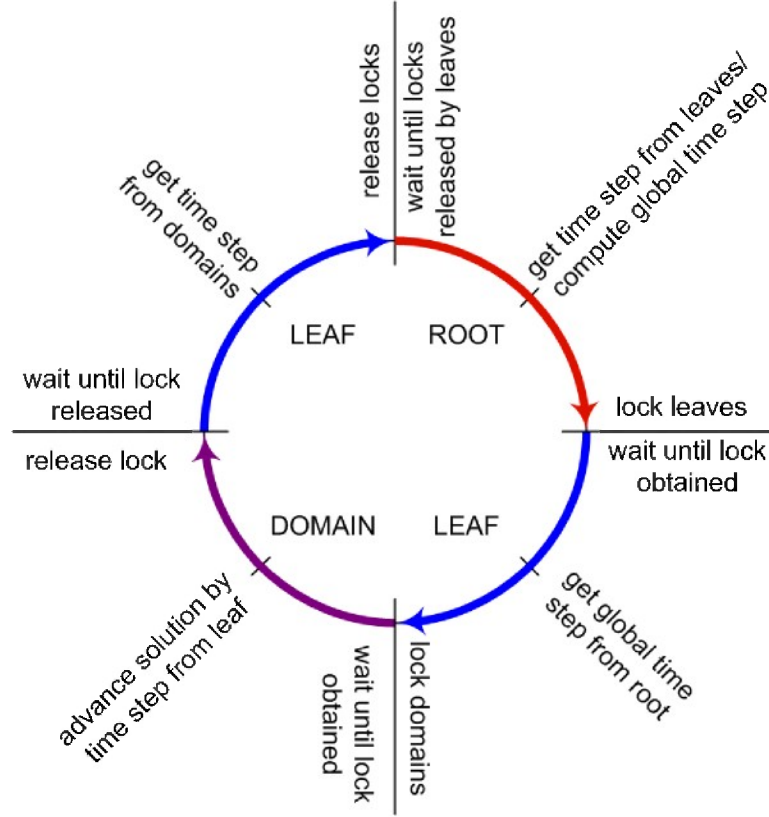 release locks
wait until locks
released by leaves
get time step from leaves/
compute global time step
get time step
from domains
LEAF
ROOT
wait until lock
released
lock leaves
release lock
wait until lock
obtained
DOMAIN
LEAF
advance solution by
time step from leaf
get global time
step from root
wait until lock
obtained
lock domains